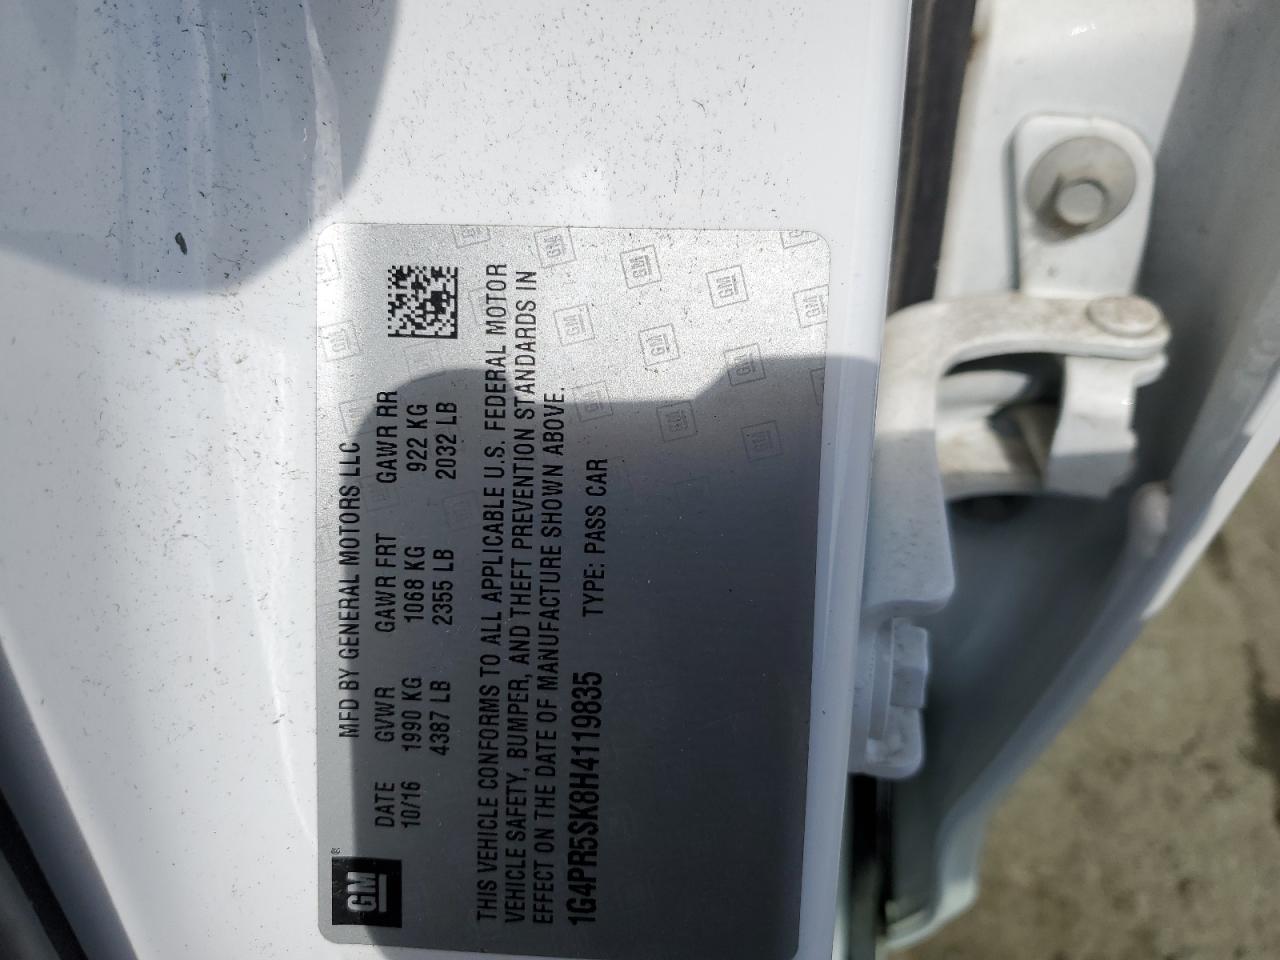 MFD BY GENERAL MOTORS LLC
DATE GVWR GAWR FRT GAWR RR
10/16 1990 KG 1068 KG 922 KG
4387 LB 2355 LB 2032 LB
GM®
THIS VEHICLE CONFORMS TO ALL APPLICABLE U.S. FEDERAL MOTOR
VEHICLE SAFETY, BUMPER, AND THEFT PREVENTION STANDARDS IN
EFFECT ON THE DATE OF MANUFACTURE SHOWN ABOVE.
1G4PR5SK8H4119835 TYPE: PASS CAR